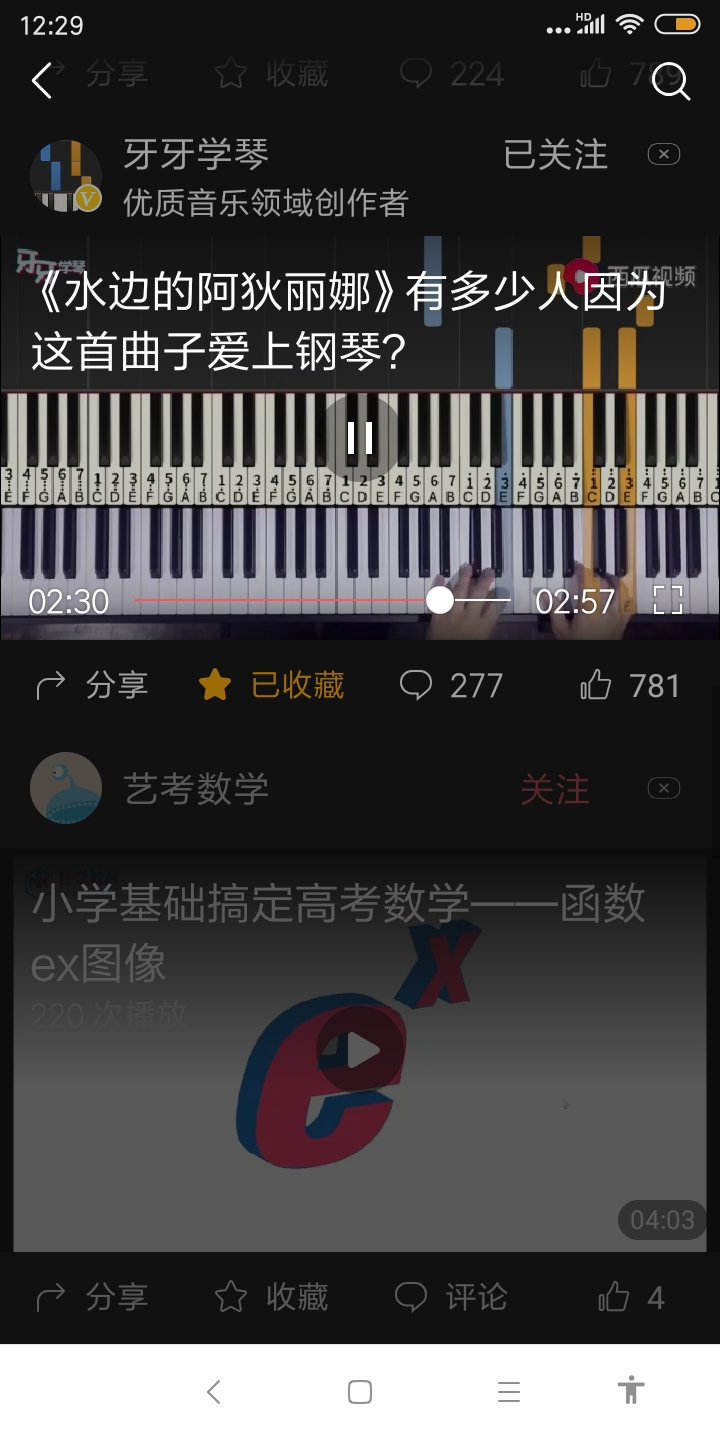 12:29
HD
分享 收藏 224 789
牙牙学琴 已关注
优质音乐领域创作者
牙牙学琴 西瓜视频
《水边的阿狄丽娜》有多少人因为
这首曲子爱上钢琴?
3 4 5 6 7 1 2 3 4 5 6 7 1 2 3 4 5 6 7 1 2 3 4 5 6 7 1 2 3 4 5 6 7 1 2 3 4 5 6 7 1
E F G A B C D E F G A B C D E F G A B C D E F G A B C D E F G A B C D E F G A B C
02:30 02:57
分享 已收藏 277 781
艺考数学 关注
小学基础搞定高考数学——函数
ex图像
220 次播放
e x
04:03
分享 收藏 评论 4